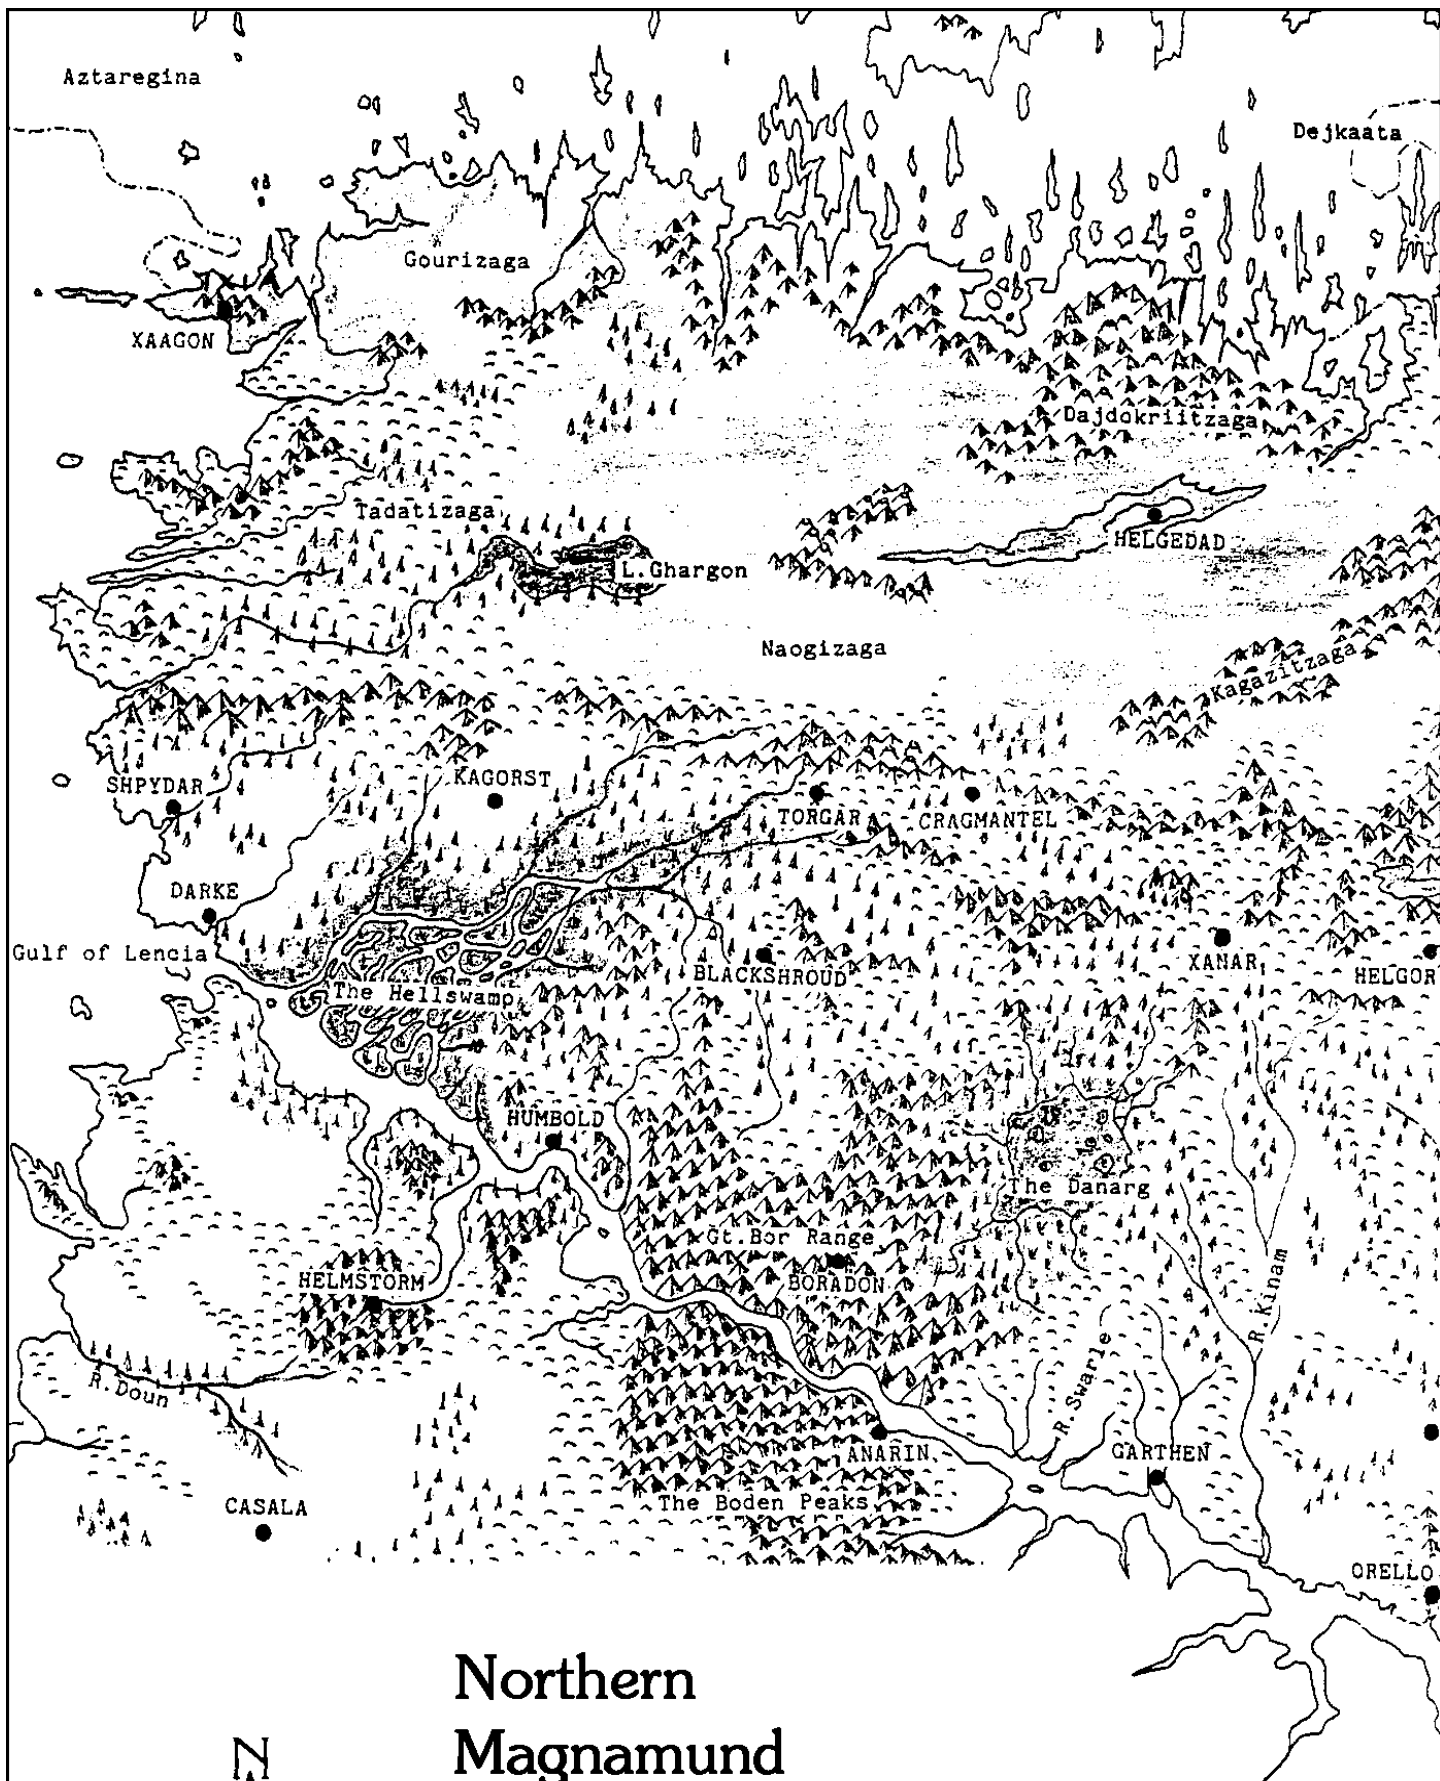 Aztaregina
Dejkaata
Gourizaga
XAAGON
Dajdokriitzaga
Tadatizaga
HELGEDAD
L.Ghargon
Naogizaga
Kagazitzaga
SHPYDAR
KAGORST
TORGAR
CRAGMANTEL
DARKE
Gulf of Lencia
BLACKSHROUD
XANAR
HELGOR
The Hellswamp
HUMBOLD
The Danarg
Gt.Bor Range
HELMSTORM
BORADON
R.Kinam
R.Doun
R.Swarle
ANARIN
GARTHEN
The Boden Peaks
CASALA
ORELLO
Northern
Magnamund
N